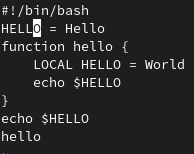 #!/bin/bash
HELLO = Hello
function hello {
    LOCAL HELLO = World
    echo $HELLO
}
echo $HELLO
hello
~